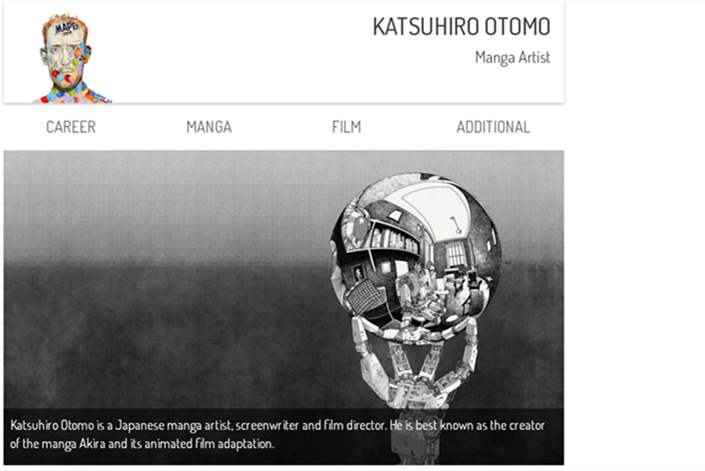 MAPEI
KATSUHIRO OTOMO
Manga Artist
CAREER MANGA FILM ADDITIONAL
Katsuhiro Otomo is a Japanese manga artist, screenwriter and film director. He is best known as the creator
of the manga Akira and its animated film adaptation.